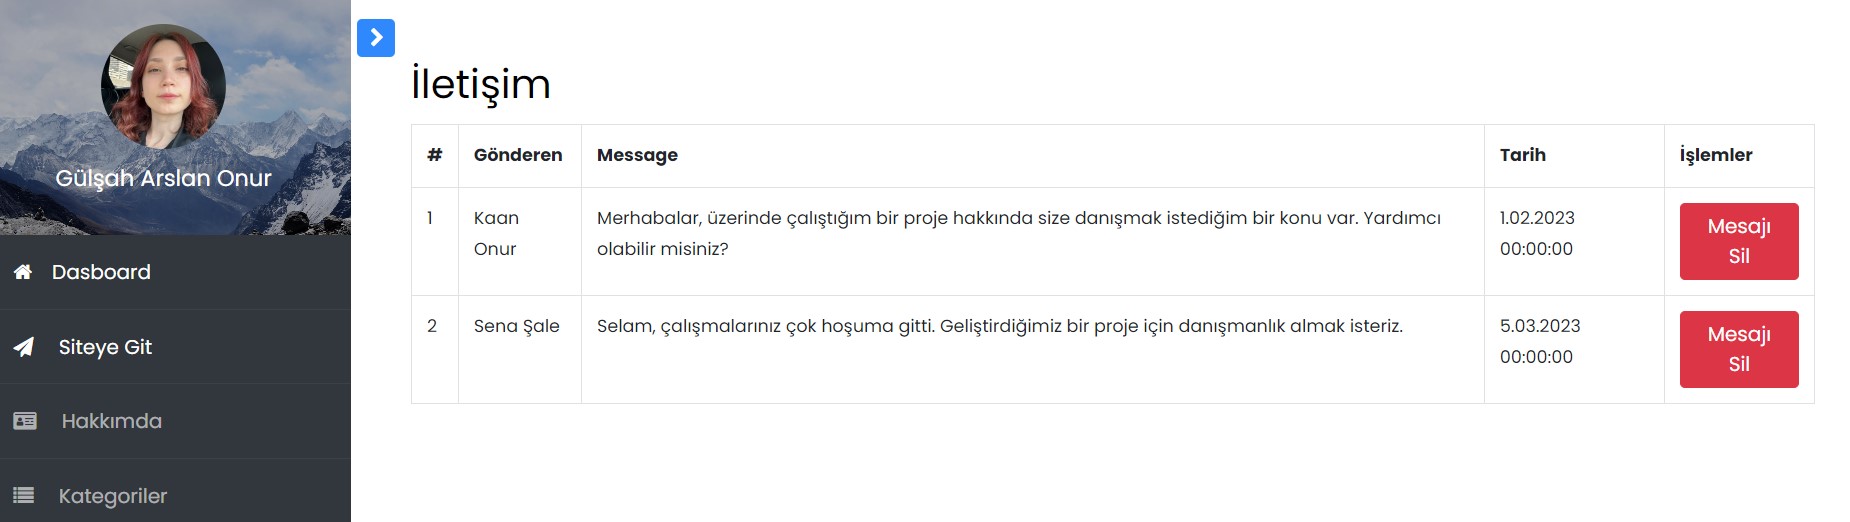 Gülşah Arslan Onur
Dasboard
Siteye Git
Hakkımda
Kategoriler
İletişim
# Gönderen Message Tarih İşlemler
1 Kaan Onur Merhabalar, üzerinde çalıştığım bir proje hakkında size danışmak istediğim bir konu var. Yardımcı olabilir misiniz? 1.02.2023 00:00:00 Mesajı Sil
2 Sena Şale Selam, çalışmalarınız çok hoşuma gitti. Geliştirdiğimiz bir proje için danışmanlık almak isteriz. 5.03.2023 00:00:00 Mesajı Sil